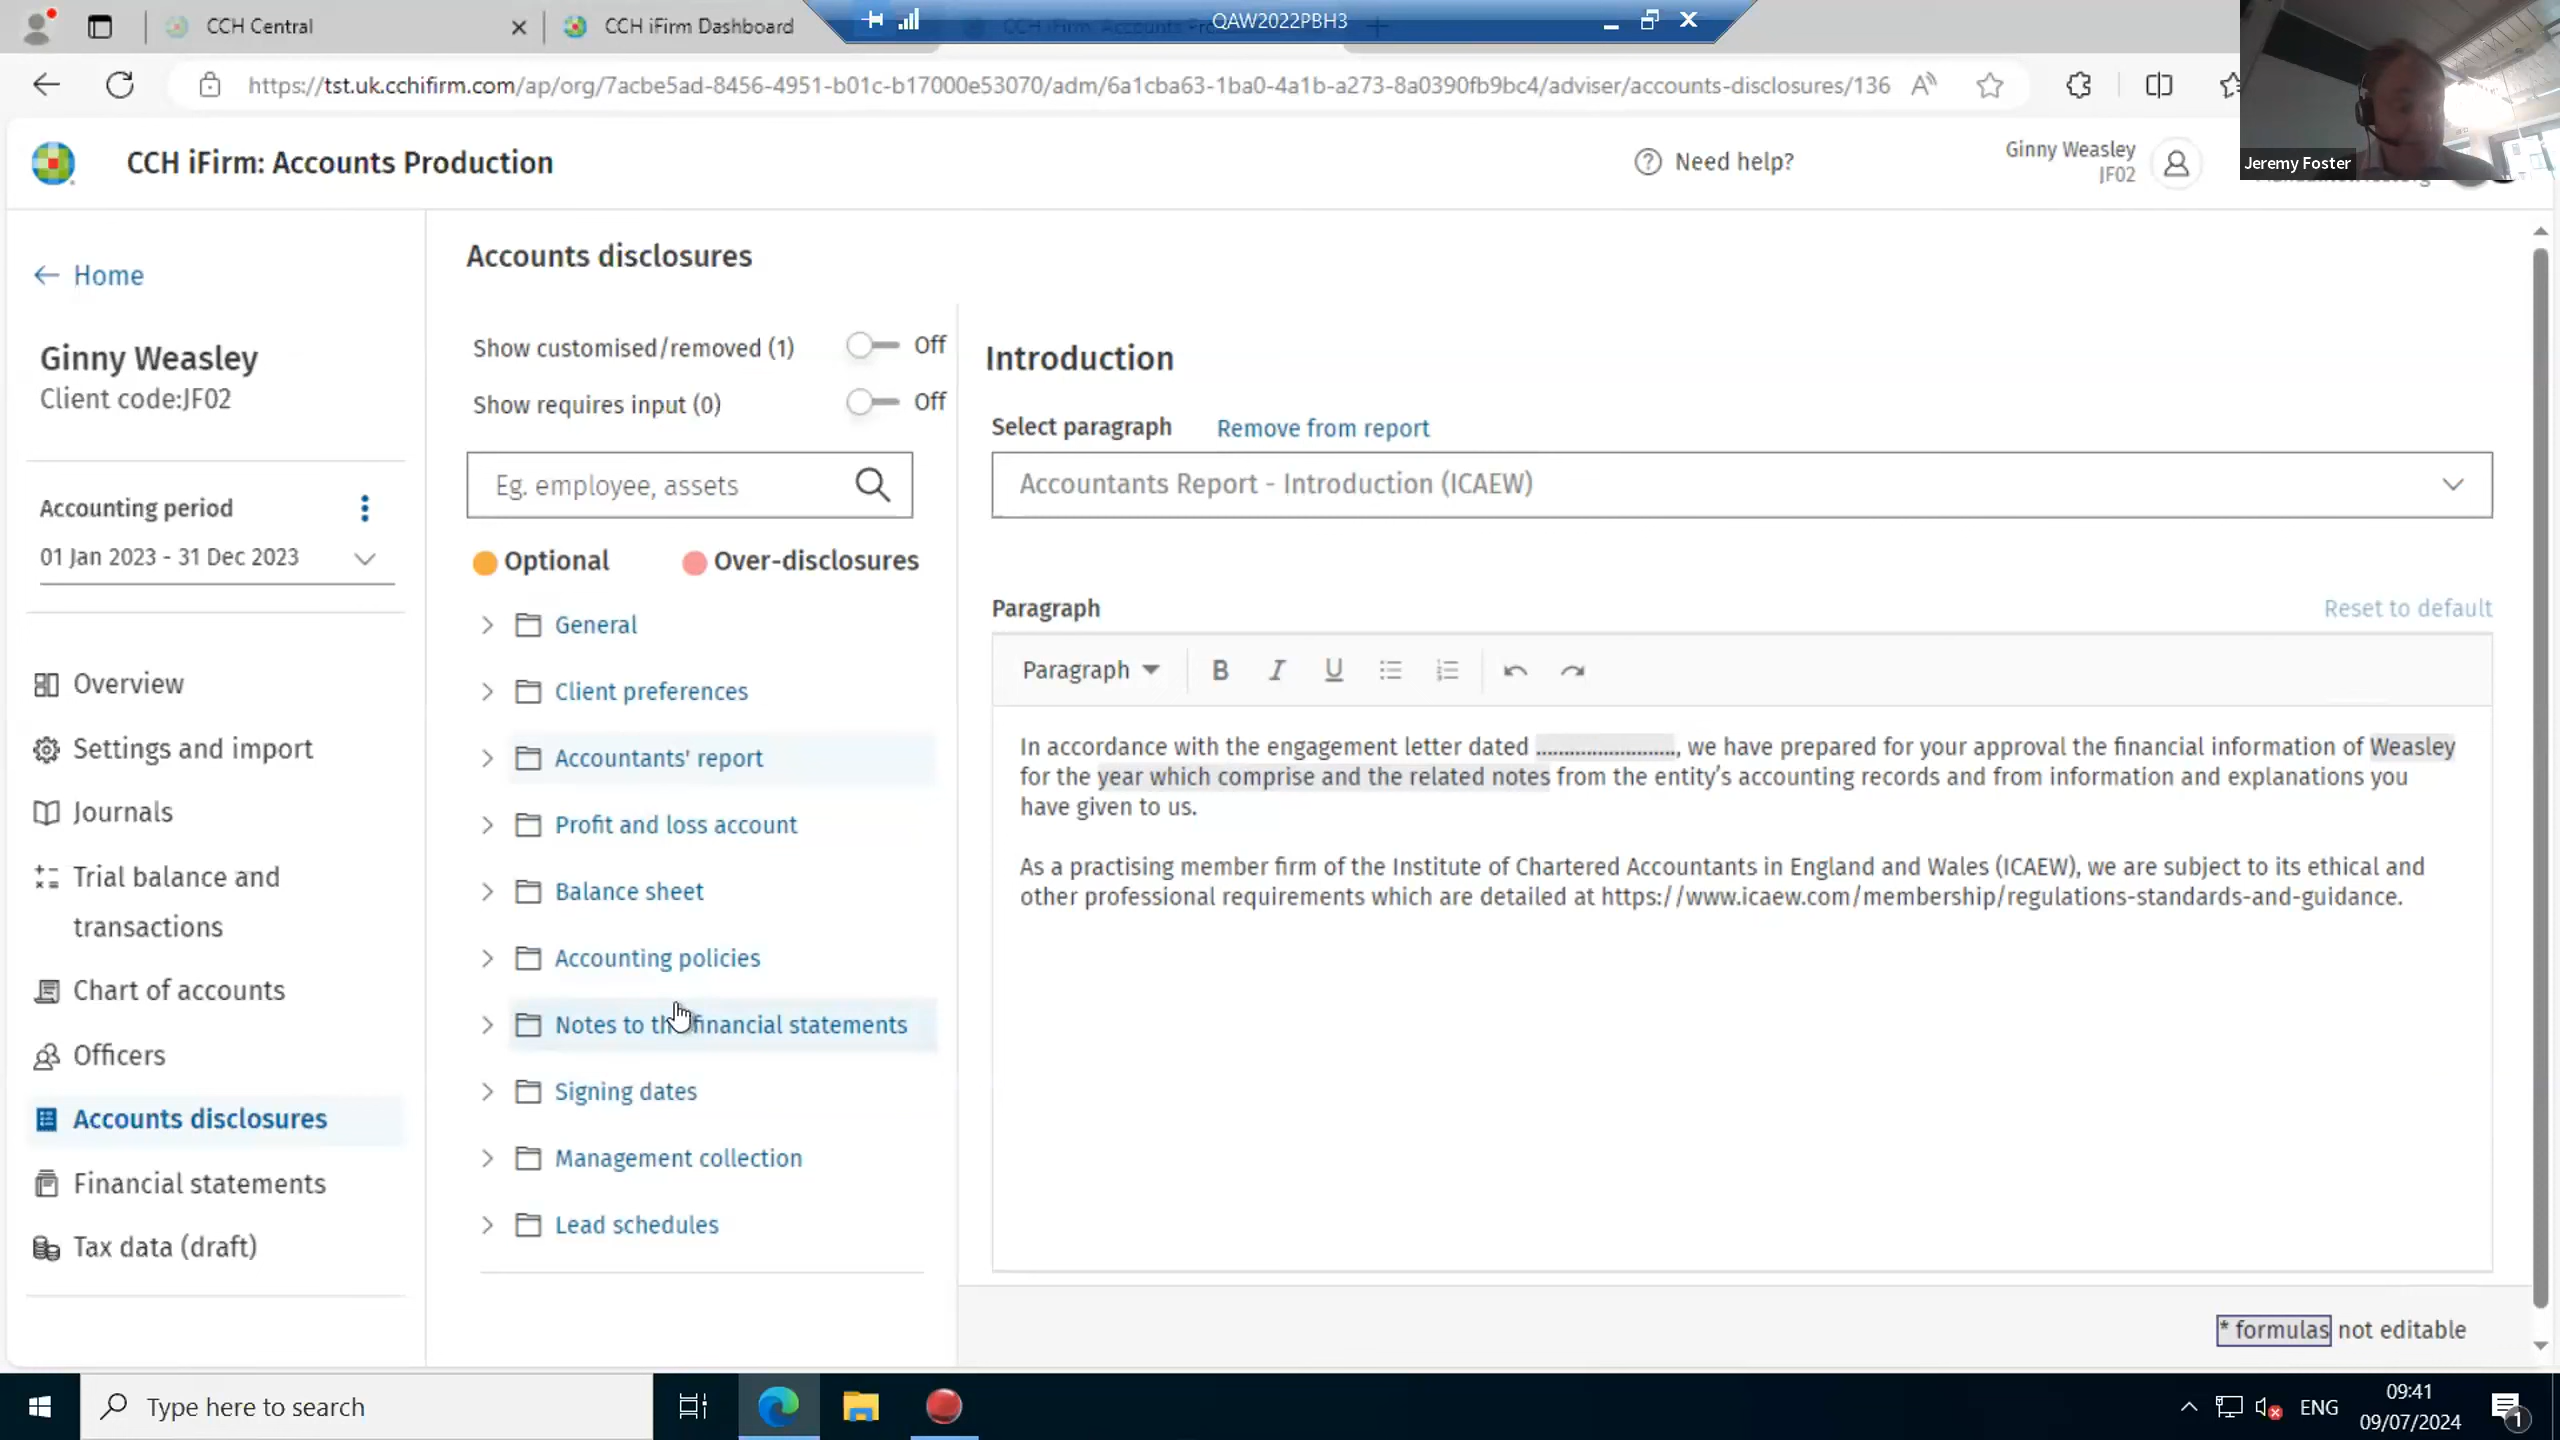 CCH Central
CCH iFirm Dashboard
QAW2022PBH3
https://tst.uk.cchifirm.com/ap/org/7acbe5ad-8456-4951-b01c-b17000e53070/adm/6a1cba63-1ba0-4a1b-a273-8a0390fb9bc4/adviser/accounts-disclosures/136
CCH iFirm: Accounts Production
Need help?
Ginny Weasley
JF02
Jeremy Foster
Home
Ginny Weasley
Client code:JF02
Accounting period
01 Jan 2023 - 31 Dec 2023
Overview
Settings and import
Journals
Trial balance and
transactions
Chart of accounts
Officers
Accounts disclosures
Financial statements
Tax data (draft)
Accounts disclosures
Show customised/removed (1) Off
Show requires input (0) Off
Eg. employee, assets
Optional Over-disclosures
General
Client preferences
Accountants' report
Profit and loss account
Balance sheet
Accounting policies
Notes to the financial statements
Signing dates
Management collection
Lead schedules
Introduction
Select paragraph Remove from report
Accountants Report - Introduction (ICAEW)
Paragraph Reset to default
Paragraph B I U
In accordance with the engagement letter dated ........................, we have prepared for your approval the financial information of Weasley
for the year which comprise and the related notes from the entity’s accounting records and from information and explanations you
have given to us.
As a practising member firm of the Institute of Chartered Accountants in England and Wales (ICAEW), we are subject to its ethical and
other professional requirements which are detailed at https://www.icaew.com/membership/regulations-standards-and-guidance.
* formulas not editable
Type here to search
ENG
09:41
09/07/2024
1